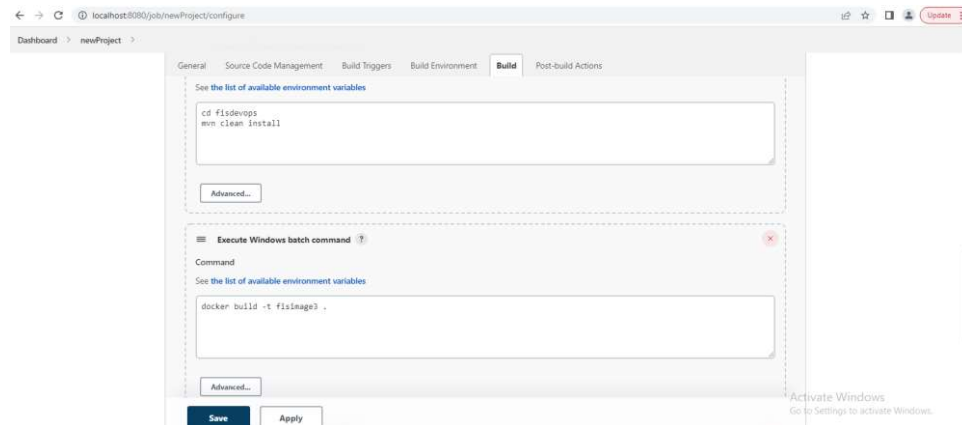 localhost:8080/job/newProject/configure
Update
Dashboard > newProject >
General Source Code Management Build Triggers Build Environment Build Post-build Actions
See the list of available environment variables
cd fisdevops
mvn clean install
Advanced...
Execute Windows batch command ?
Command
See the list of available environment variables
docker build -t fisimage3 .
Advanced...
Save Apply
Activate Windows
Go to Settings to activate Windows.